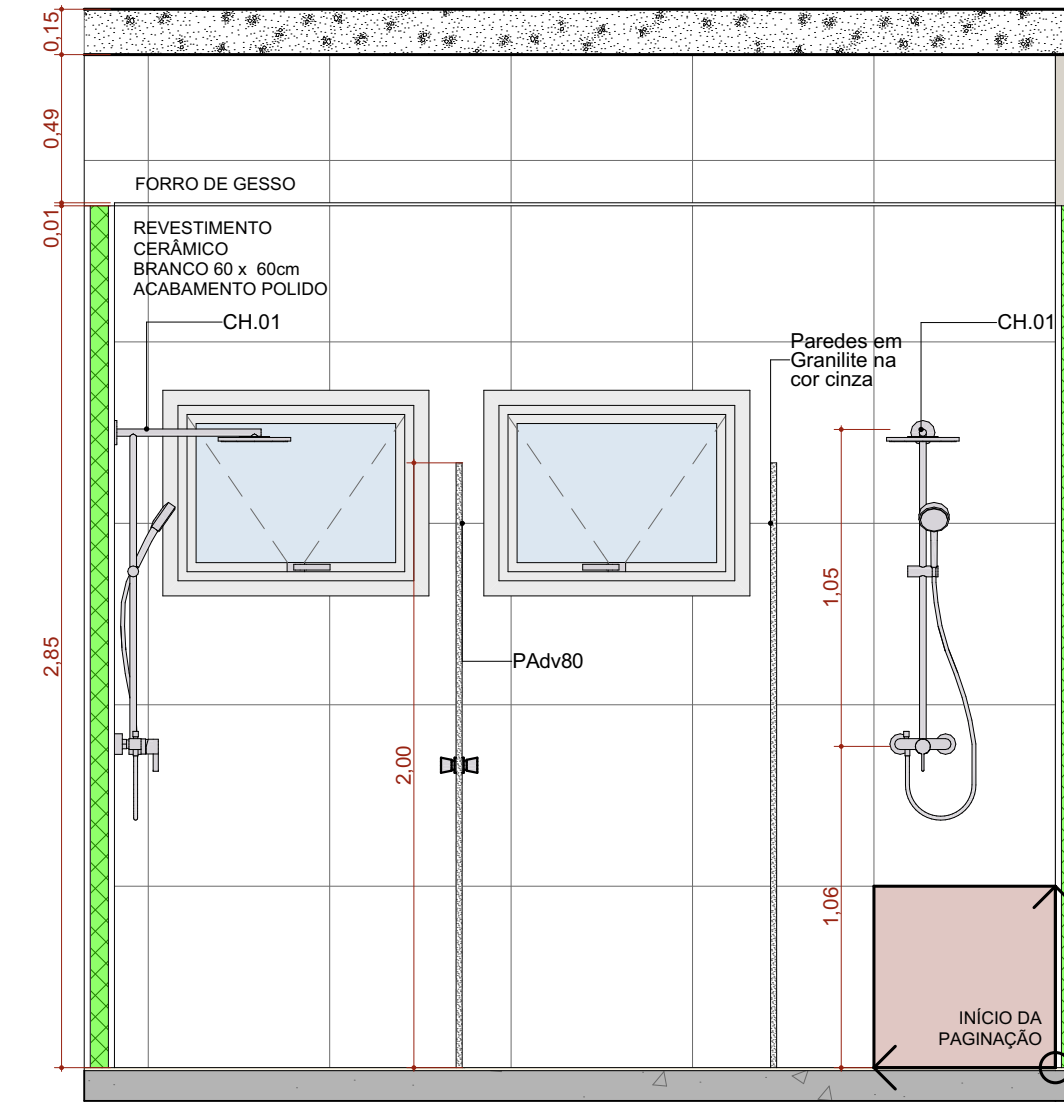 0,15
0,49
FORRO DE GESSO
0,01
REVESTIMENTO
CERÂMICO
BRANCO 60 x 60cm
ACABAMENTO POLIDO
CH.01
CH.01
Paredes em
Granilite na
cor cinza
1,05
2,85
PAdv80
2,00
1,06
INÍCIO DA
PAGINAÇÃO